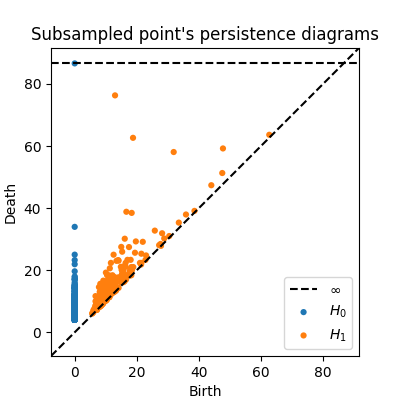 Subsampled point's persistence diagrams
Death
80
60
40
20
0
∞
H₀
H₁
0 20 40 60 80
Birth